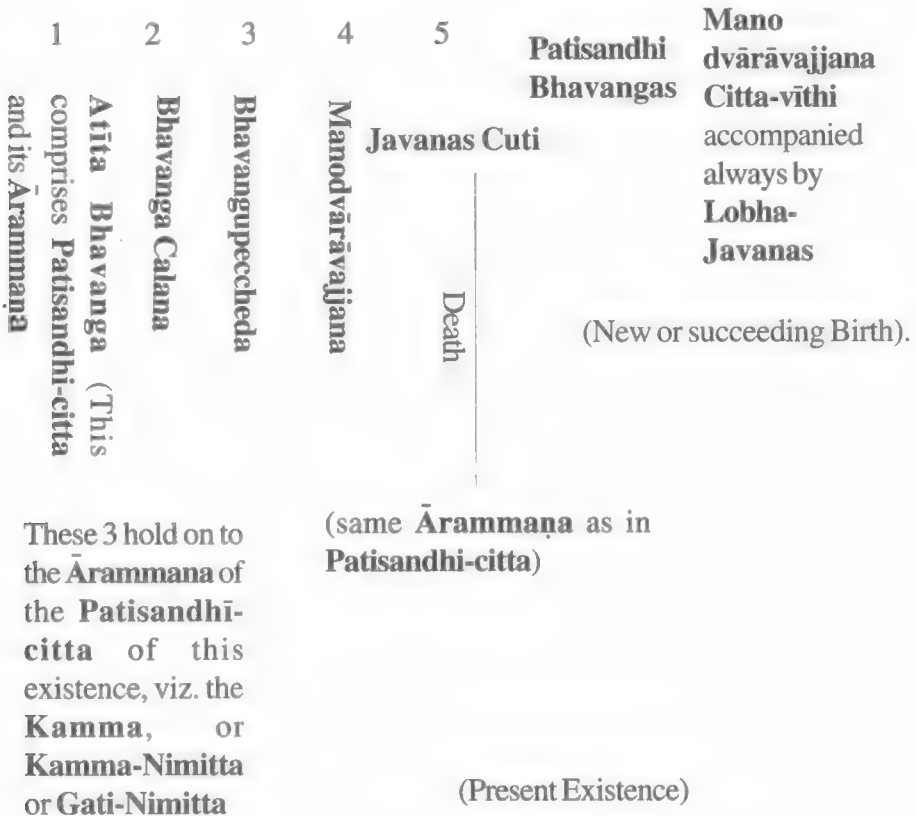 1 2 3 4 5
Atīta Bhavanga (This
comprises Patisandhi-citta
and its Ārammaṇa
Bhavanga Calana
Bhavangupeccheda
Manodvārāvajjana
Javanas Cuti
Death
Patisandhi
Bhavangas
Mano
dvārāvajjana
Citta-vīthi
accompanied
always by
Lobha-
Javanas
(New or succeeding Birth).
These 3 hold on to
the Ārammana of
the Patisandhī-
citta of this
existence, viz. the
Kamma, or
Kamma-Nimitta
or Gati-Nimitta
(same Ārammaṇa as in
Patisandhi-citta)
(Present Existence)